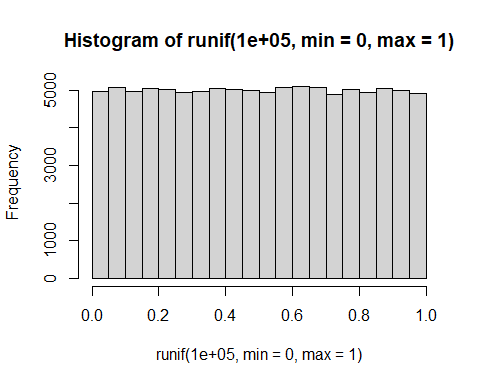 Histogram of runif(1e+05, min = 0, max = 1)
Frequency
5000
3000
1000
0
0.0 0.2 0.4 0.6 0.8 1.0
runif(1e+05, min = 0, max = 1)